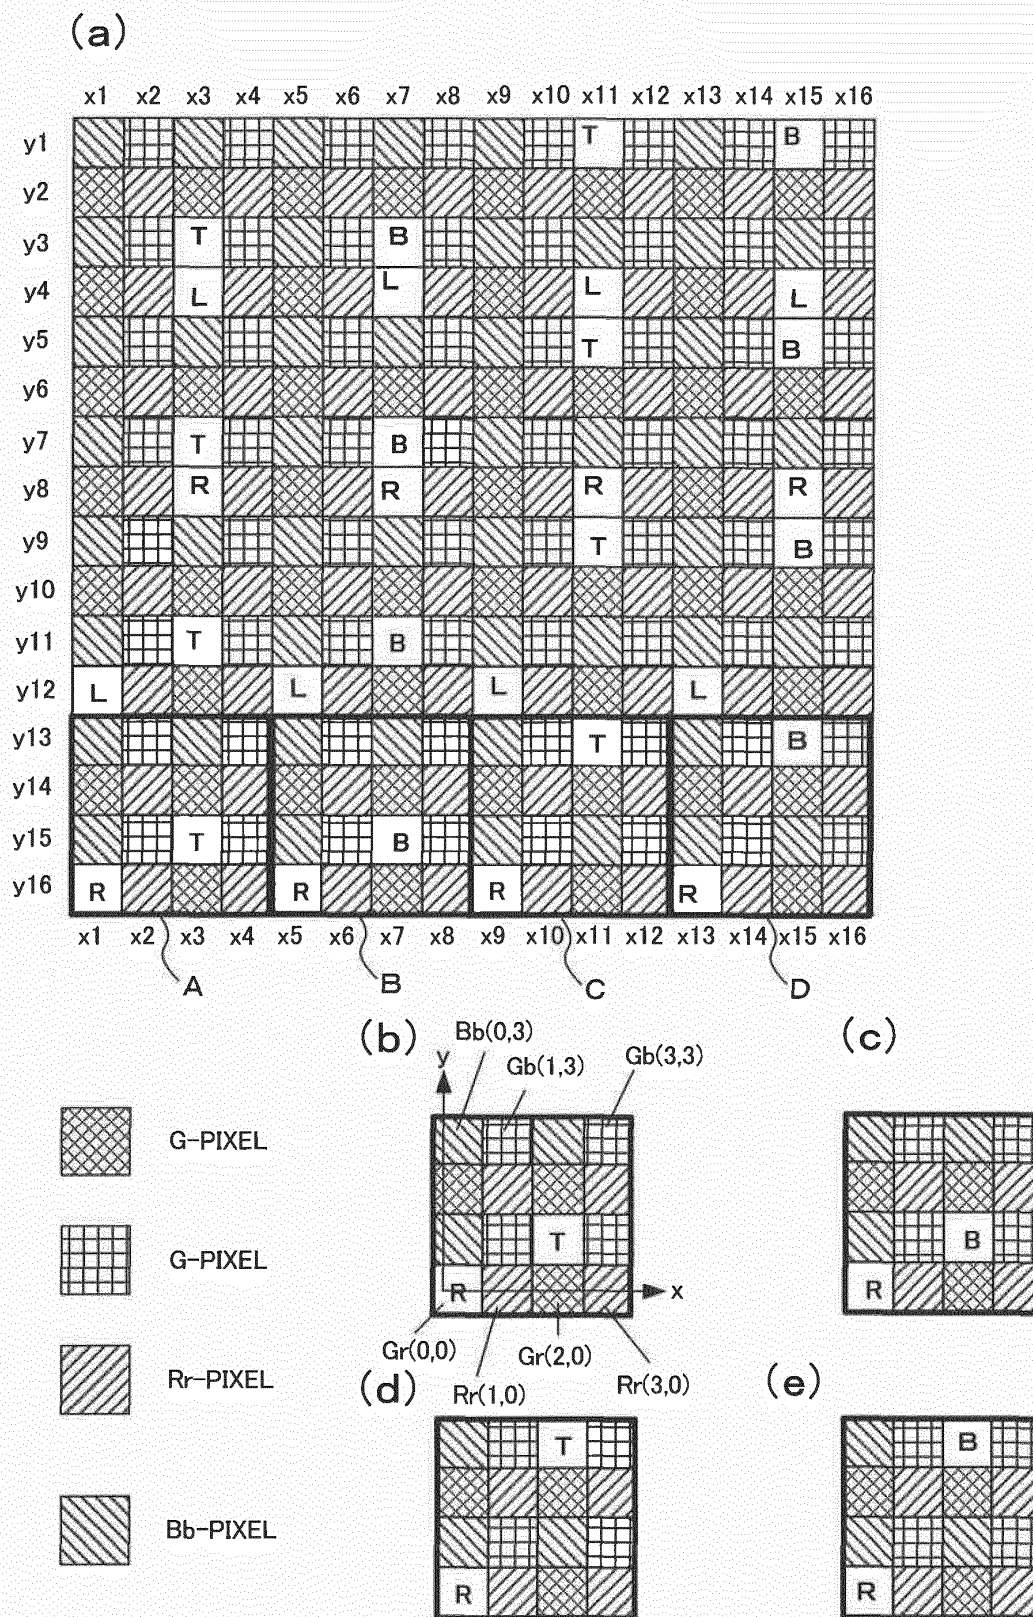 (a)
x1 x2 x3 x4 x5 x6 x7 x8 x9 x10 x11 x12 x13 x14 x15 x16
y1 T B
y2
y3 T B
y4 L L L L
y5 T B
y6
y7 T B
y8 R R R R
y9 T B
y10
y11 T B
y12 L L L L
y13 T B
y14
y15 T B
y16 R R R R
x1 x2 x3 x4 x5 x6 x7 x8 x9 x10 x11 x12 x13 x14 x15 x16
A B C D
(b) Bb(0,3) (c)
y Gb(1,3) Gb(3,3)
G-PIXEL
G-PIXEL T B
R x R
Gr(0,0) Gr(2,0)
Rr-PIXEL (d) Rr(1,0) Rr(3,0) (e)
T B
Bb-PIXEL
R R